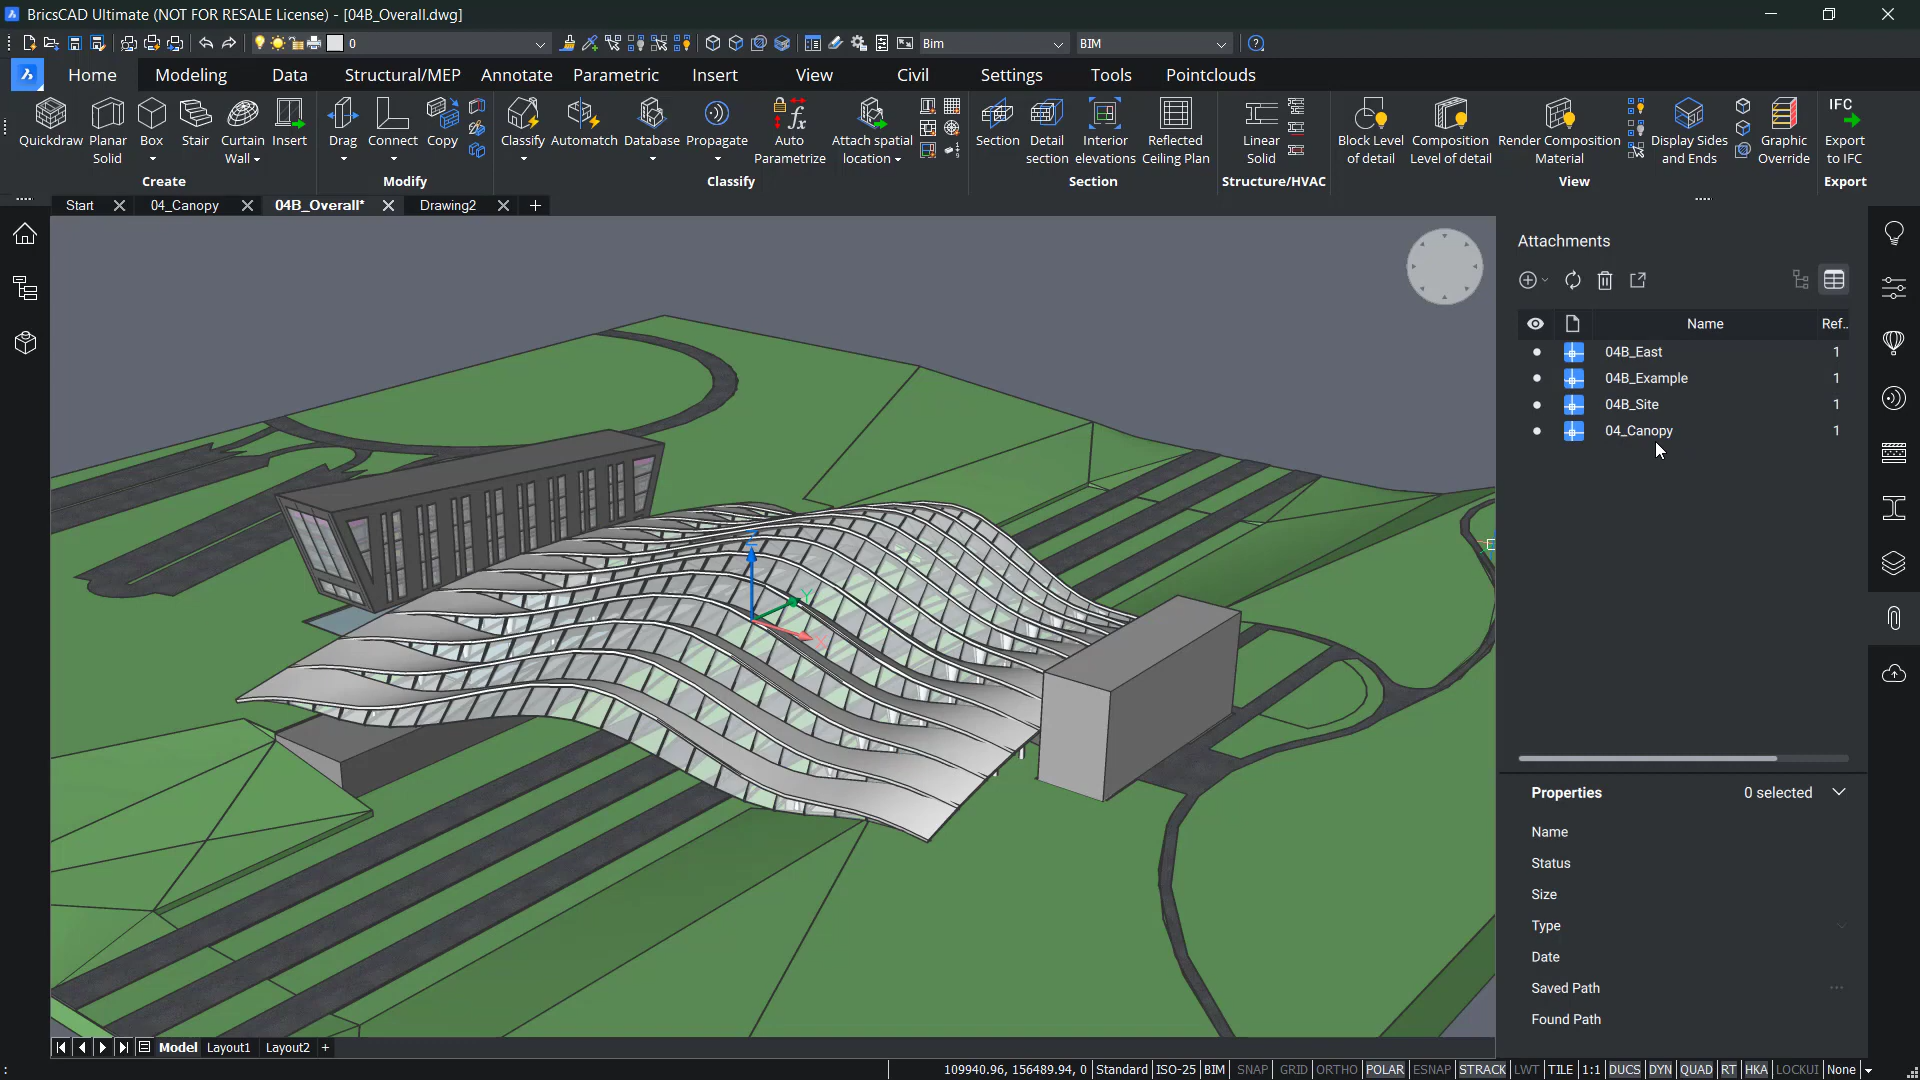 BricsCAD Ultimate (NOT FOR RESALE License) - [04B_Overall.dwg]
0
Bim
BIM
Home
Modeling
Data
Structural/MEP
Annotate
Parametric
Insert
View
Civil
Settings
Tools
Pointclouds
IFC
Quickdraw
Planar
Solid
Box
Stair
Curtain
Wall
Insert
Drag
Connect
Copy
Classify
Automatch
Database
Propagate
Auto
Parametrize
Attach spatial
location
Section
Detail
section
Interior
elevations
Reflected
Ceiling Plan
Linear
Solid
Block Level
of detail
Composition
Level of detail
Render Composition
Material
Display Sides
and Ends
Graphic
Override
Export
to IFC
Create
Modify
Classify
Section
Structure/HVAC
View
Export
Start
04_Canopy
04B_Overall*
Drawing2
Attachments
Name
Ref..
04B_East
1
04B_Example
1
04B_Site
1
04_Canopy
1
Z
Y
X
Properties
0 selected
Name
Status
Size
Type
Date
Saved Path
Found Path
Model
Layout1
Layout2
+
:
109940.96, 156489.94, 0
Standard
ISO-25
BIM
SNAP
GRID
ORTHO
POLAR
ESNAP
STRACK
LWT
TILE
1:1
DUCS
DYN
QUAD
RT
HKA
LOCKUI
None